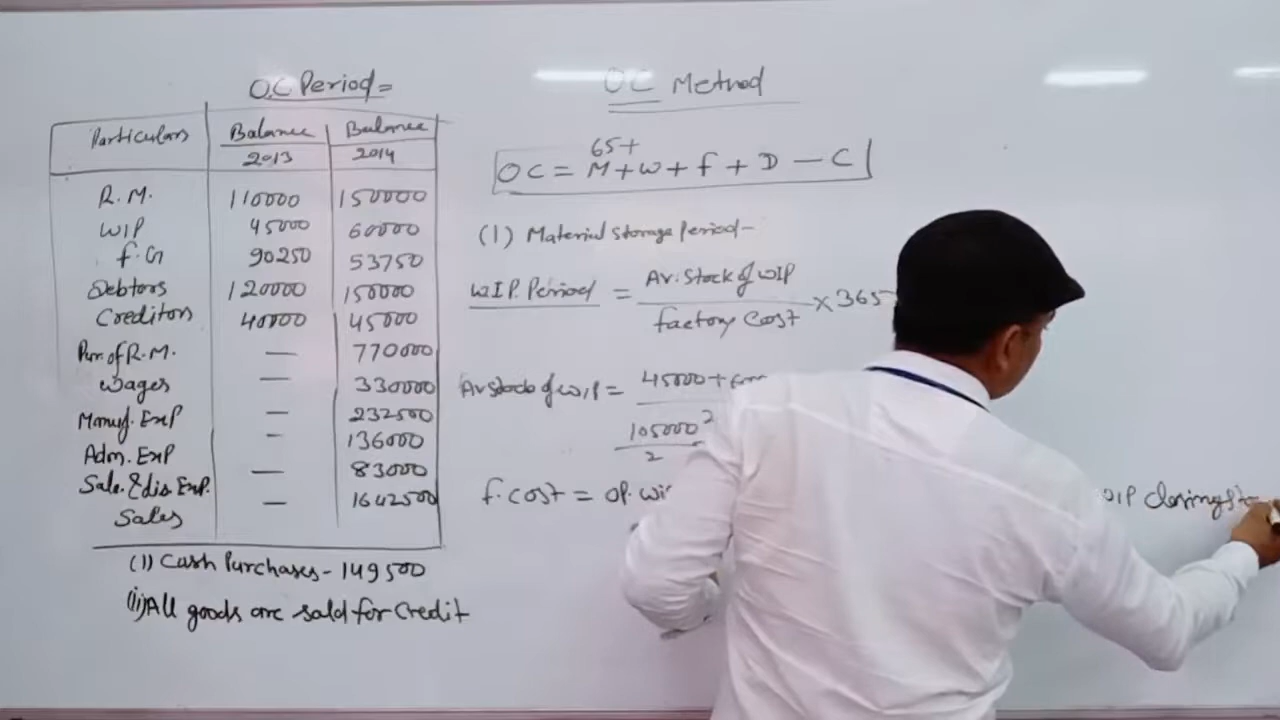 O.C Period=
Particulars Balance Balance
2013 2014
R.M. 110000 150000
WIP 45000 60000
f.G 90250 53750
Debtors 120000 150000
Creditors 40000 45000
Pur. of R.M. — 770000
Wages — 330000
Manuf. Exp — 232500
Adm. Exp — 136000
Sale. & dis Exp. — 83000
Sales — 1642500
(i) Cash Purchases - 149500
(ii) All goods are sold for credit
OC Method
65+
OC = M + W + f + D - C
(1) Material Storage Period-
W.I.P. Period = Av. Stock of WIP
factory Cost × 365
Av Stock of WIP = 45000 +
2
105000
2
f. cost = OP.
WIP closing